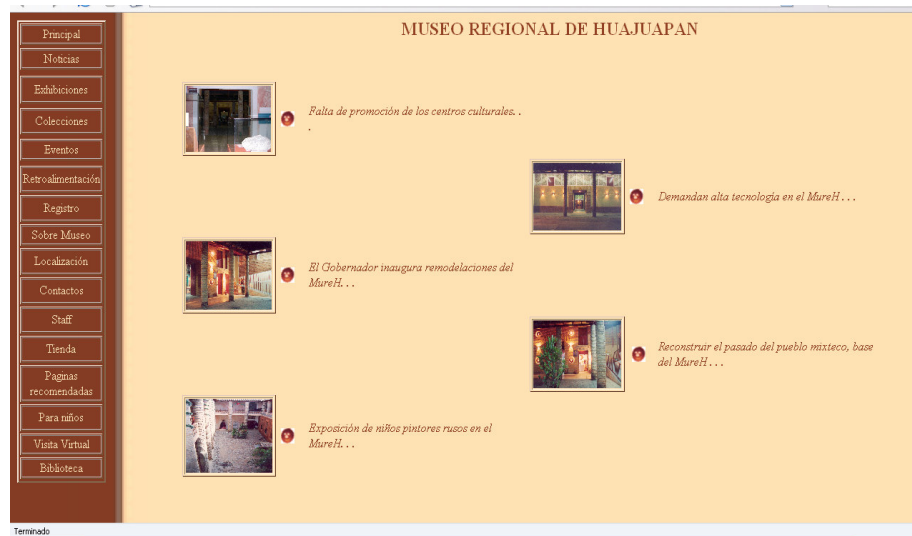 MUSEO REGIONAL DE HUAJUAPAN
Principal
Noticias
Exhibiciones
Colecciones
Eventos
Retroalimentación
Registro
Sobre Museo
Localización
Contactos
Staff
Tienda
Paginas
recomendadas
Para niños
Visita Virtual
Biblioteca
Falta de promoción de los centros culturales. .
.
Demandan alta tecnología en el MureH . . .
El Gobernador inaugura remodelaciones del
MureH. . .
Reconstruir el pasado del pueblo mixteco, base
del MureH . . .
Exposición de niños pintores rusos en el
MureH. . .
Terminado